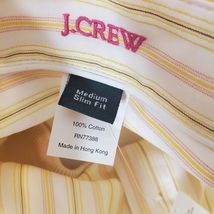 J.CREW
Medium
Slim Fit
100% Cotton
RN77388
Made in Hong Kong